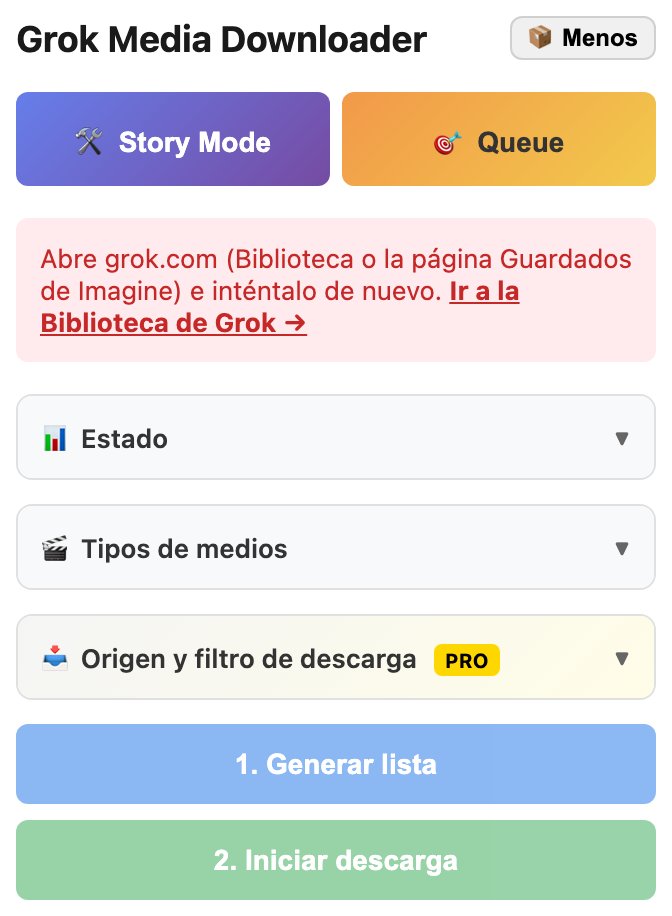 Grok Media Downloader
📦 Menos
🛠️ Story Mode
🎯 Queue
Abre grok.com (Biblioteca o la página Guardados
de Imagine) e inténtalo de nuevo. Ir a la
Biblioteca de Grok →
📊 Estado ▼
🎬 Tipos de medios ▼
📥 Origen y filtro de descarga PRO ▼
1. Generar lista
2. Iniciar descarga